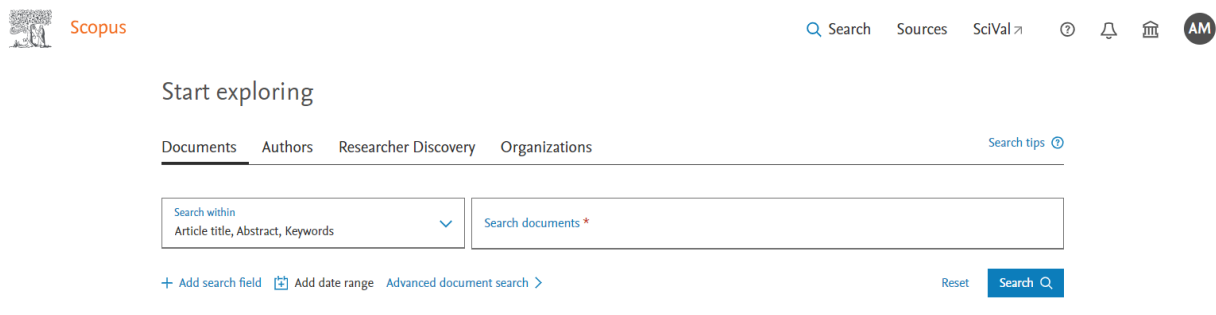 Scopus
Search Sources SciVal AM
Start exploring
Documents Authors Researcher Discovery Organizations
Search tips
Search within
Article title, Abstract, Keywords
Search documents *
Add search field Add date range Advanced document search
Reset Search